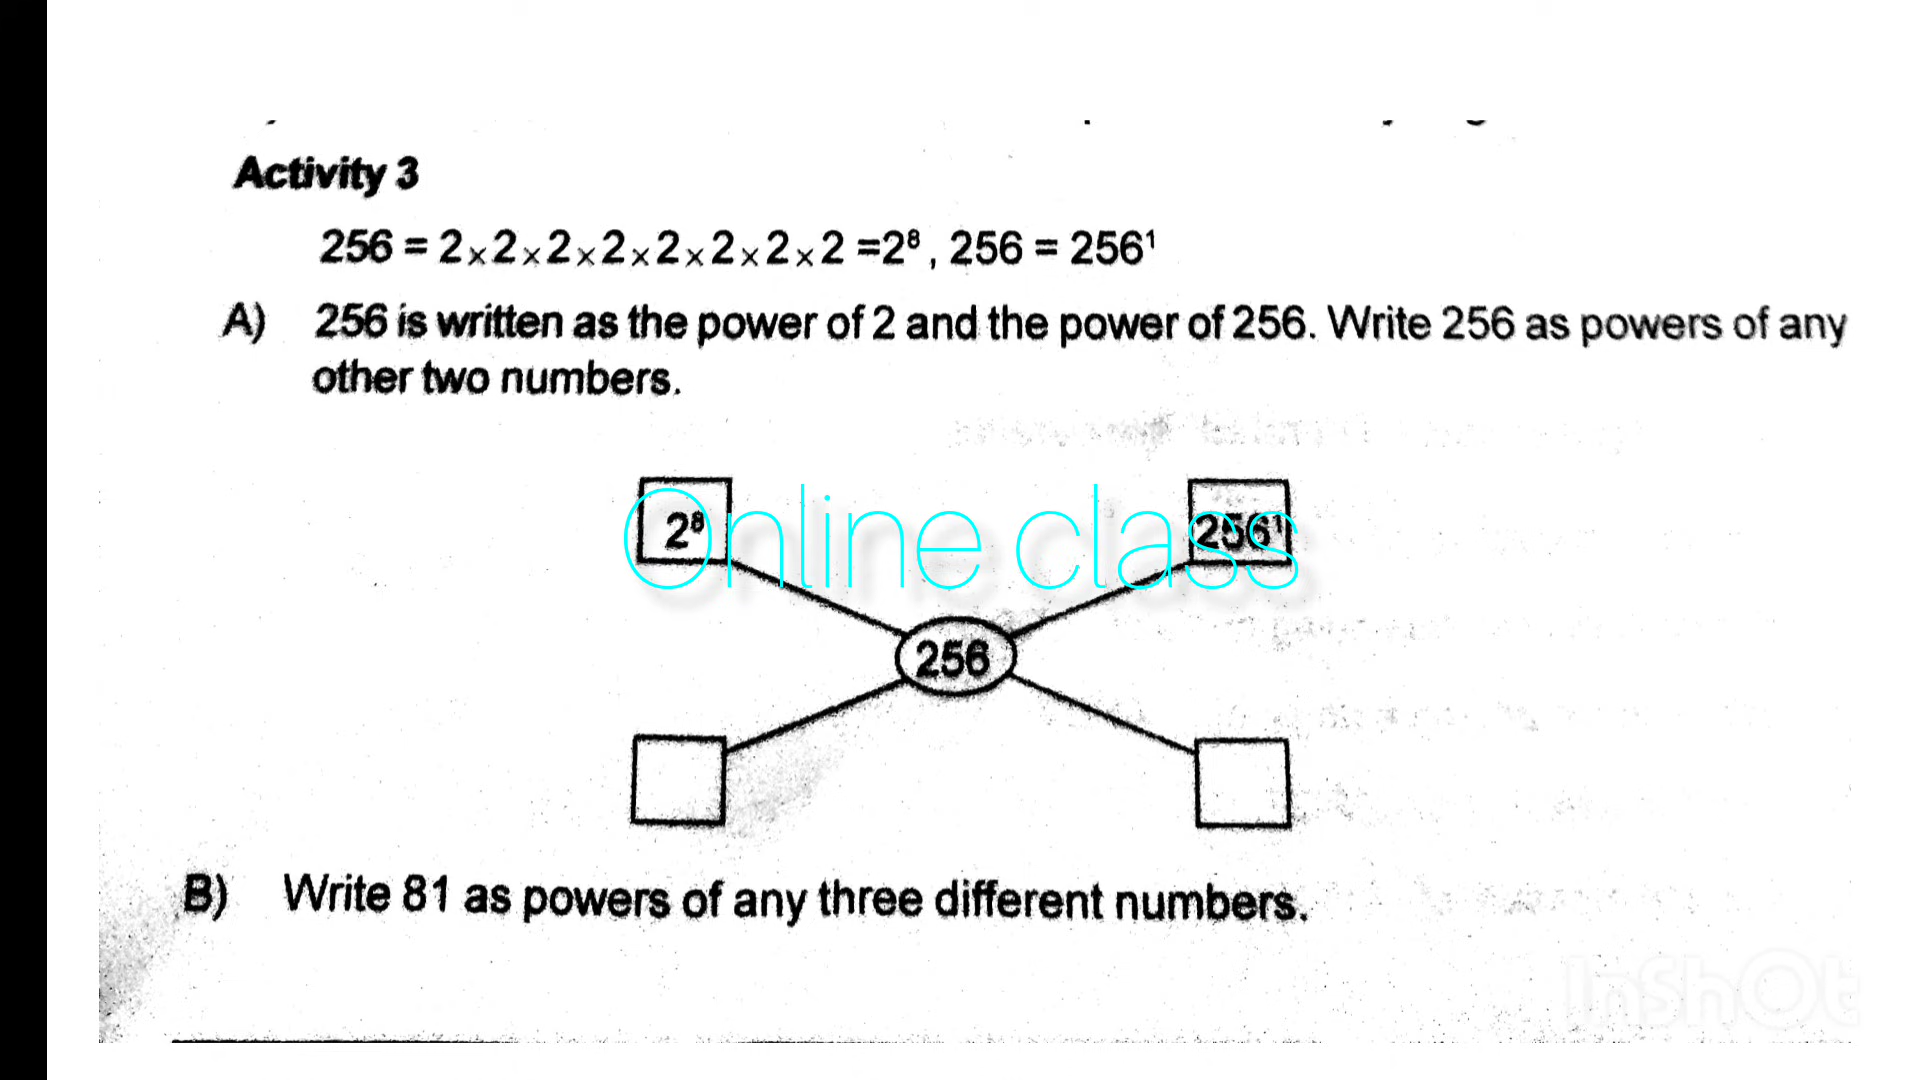 Activity 3
256 = 2×2×2×2×2×2×2×2 =2⁸, 256 = 256¹
A) 256 is written as the power of 2 and the power of 256. Write 256 as powers of any
other two numbers.
2⁸ 256¹
Online class
256
B) Write 81 as powers of any three different numbers.
InShOt